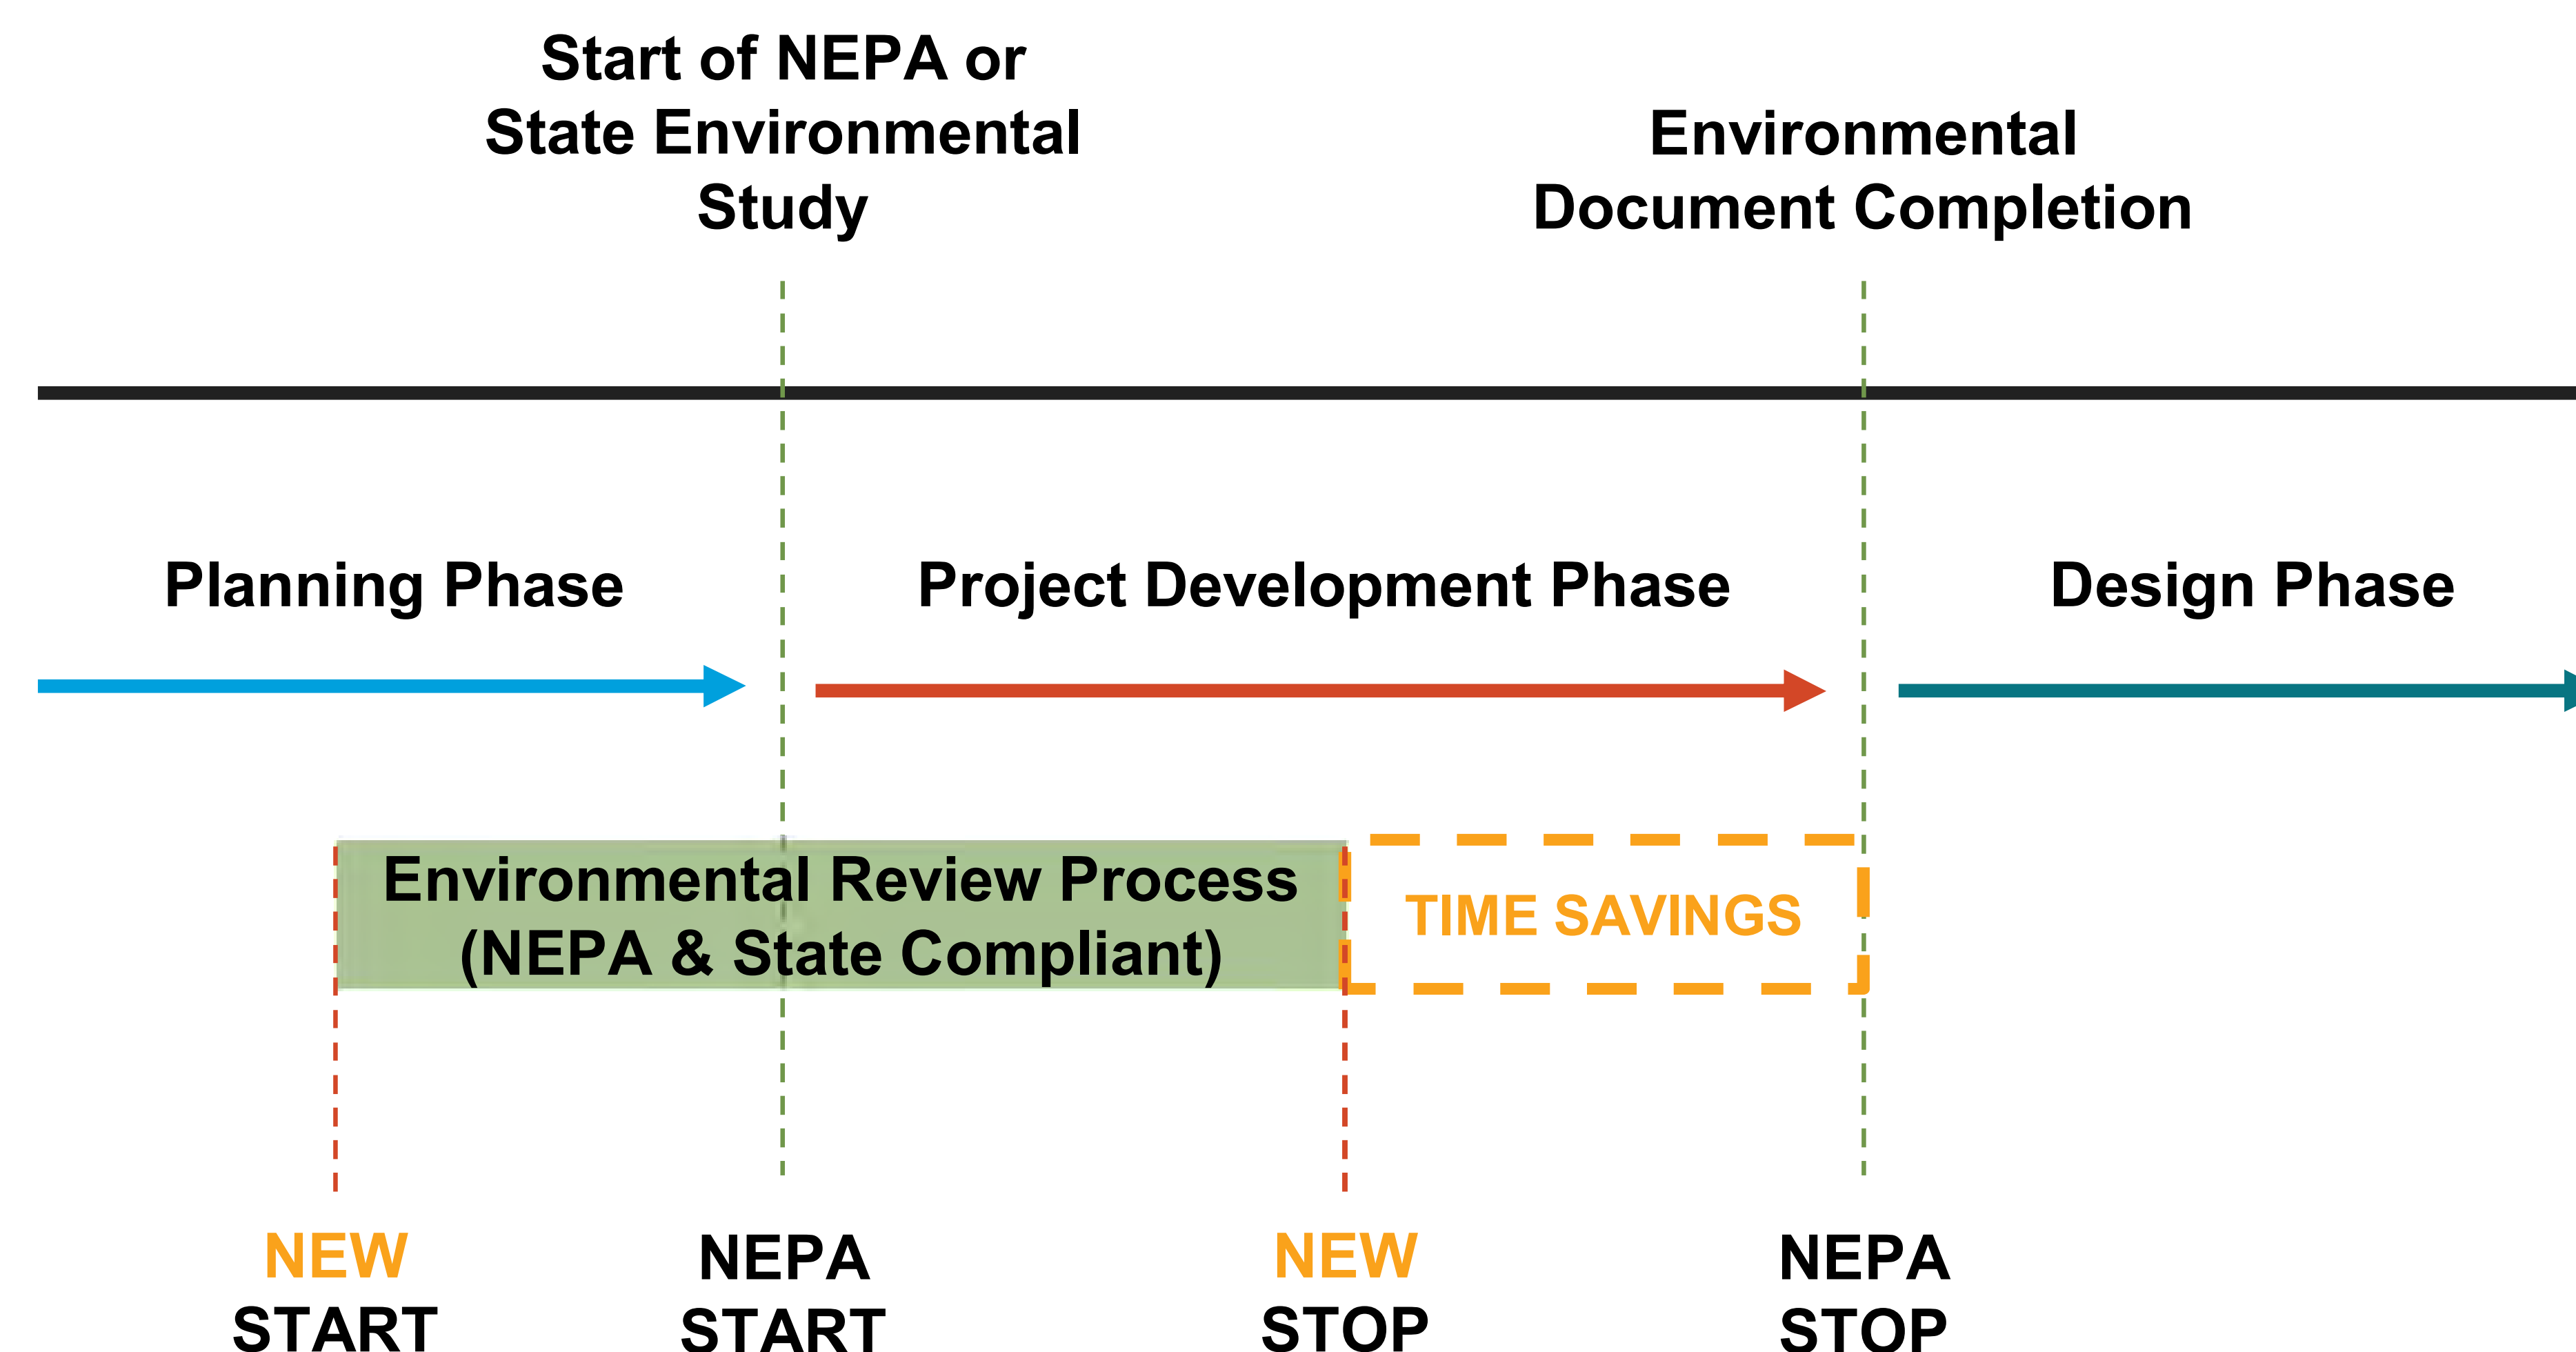 Start of NEPA or
State Environmental
Study
Environmental
Document Completion
Planning Phase
Project Development Phase
Design Phase
Environmental Review Process
(NEPA & State Compliant)
TIME SAVINGS
NEW
START
NEPA
START
NEW
STOP
NEPA
STOP